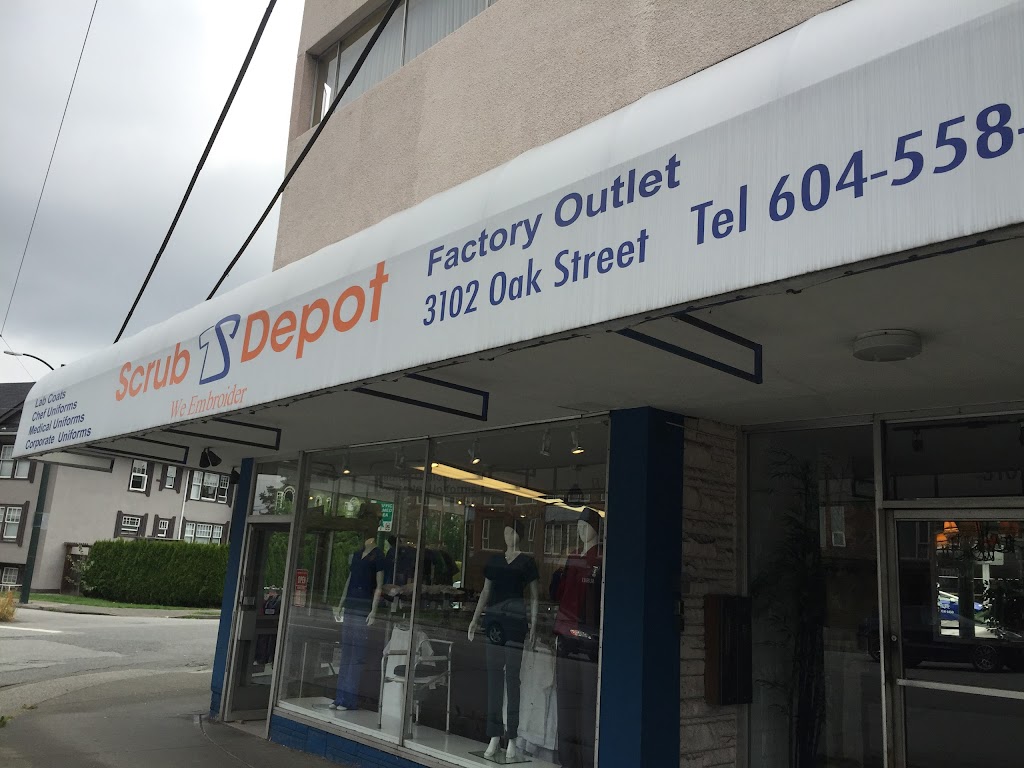 Lab Coats
Chef Uniforms
Medical Uniforms
Corporate Uniforms
Scrub Depot
We Embroider
Factory Outlet
3102 Oak Street
Tel 604-558-
OPEN